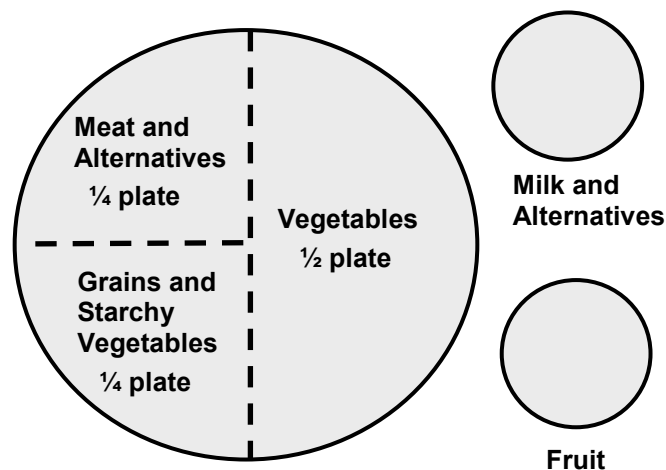 Meat and
Alternatives
¼ plate
Grains and
Starchy
Vegetables
¼ plate
Vegetables
½ plate
Milk and
Alternatives
Fruit